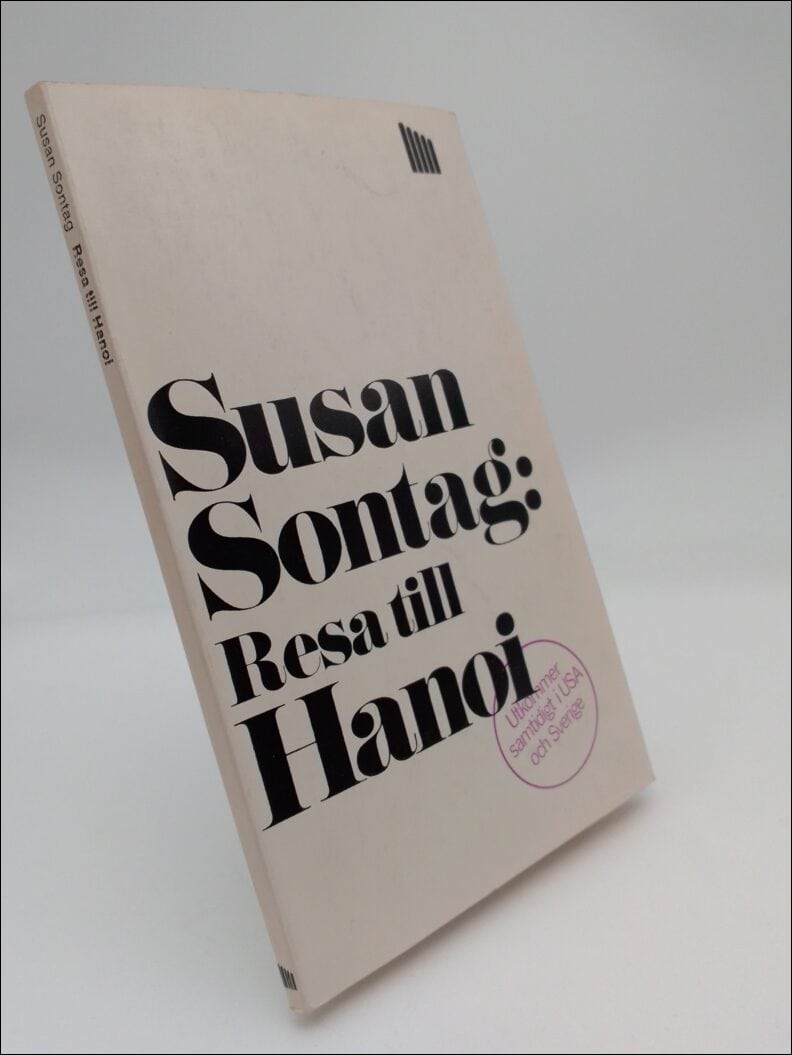 Susan Sontag Resa till Hanoi
Susan
Sontag:
Resa till
Hanoi
Utkommer
samtidigt i USA
och Sverige